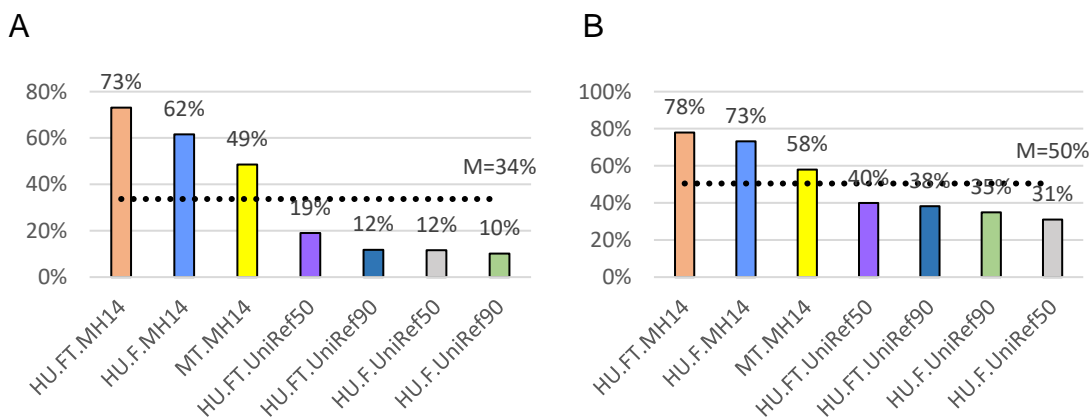 A
80%
60%
40%
20%
0%
73%
62%
49%
19%
12%
12%
10%
M=34%
HU.FT.MH14
HU.F.MH14
MT.MH14
HU.FT.UniRef50
HU.FT.UniRef90
HU.F.UniRef50
HU.F.UniRef90
B
100%
80%
60%
40%
20%
0%
78%
73%
58%
40%
38%
35%
31%
M=50%
HU.FT.MH14
HU.F.MH14
MT.MH14
HU.FT.UniRef50
HU.FT.UniRef90
HU.F.UniRef90
HU.F.UniRef50